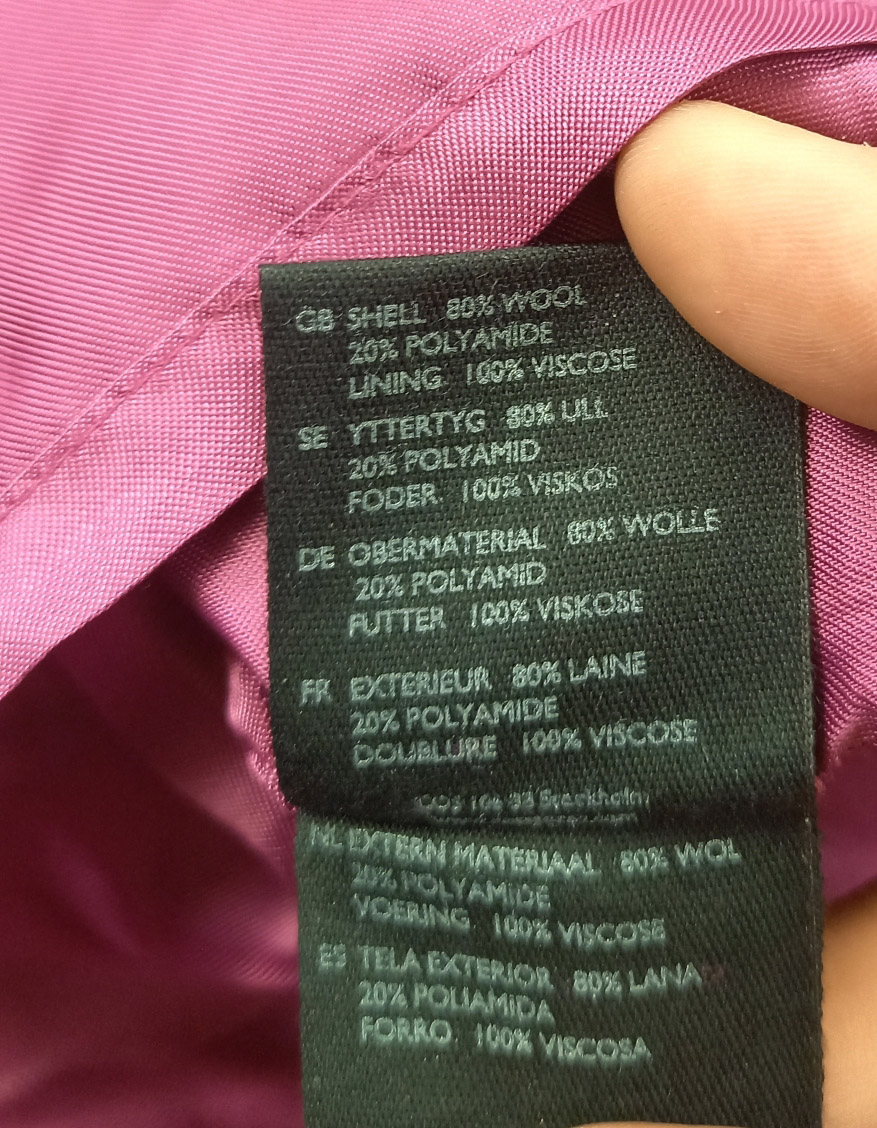 GB SHELL 80% WOOL
20% POLYAMIDE
LINING 100% VISCOSE
SE YTTERTYG 80% ULL
20% POLYAMID
FODER 100% VISKOS
DE OBERMATERIAL 80% WOLLE
20% POLYAMID
FUTTER 100% VISKOSE
FR EXTERIEUR 80% LAINE
20% POLYAMIDE
DOUBLURE 100% VISCOSE
Stockholm
NL EXTERN MATERIAAL 80% WOL
20% POLYAMIDE
VOERING 100% VISCOSE
ES TELA EXTERIOR 80% LANA
20% POLIAMIDA
FORRO 100% VISCOSA